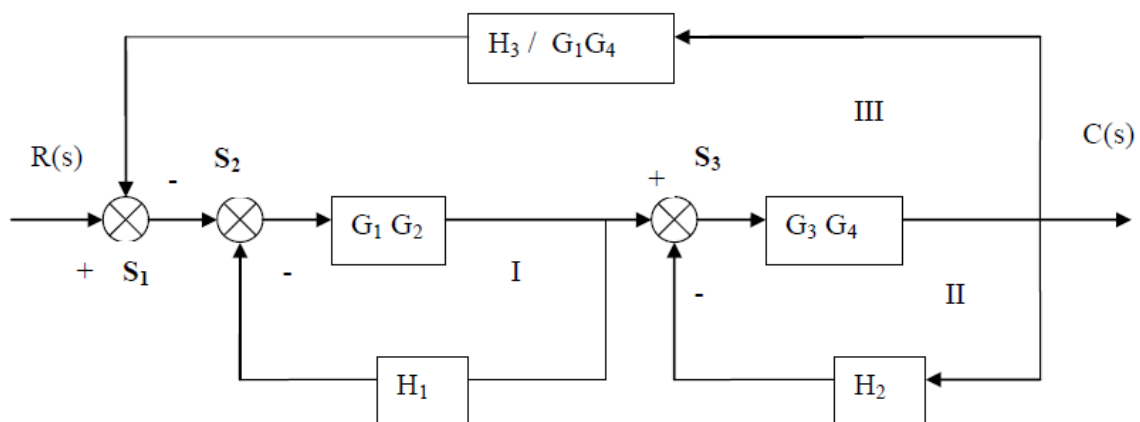 H₃ / G₁G₄
III
C(s)
R(s)
-
S₂
+
S₃
G₁ G₂
G₃ G₄
+
S₁
-
I
-
II
H₁
H₂